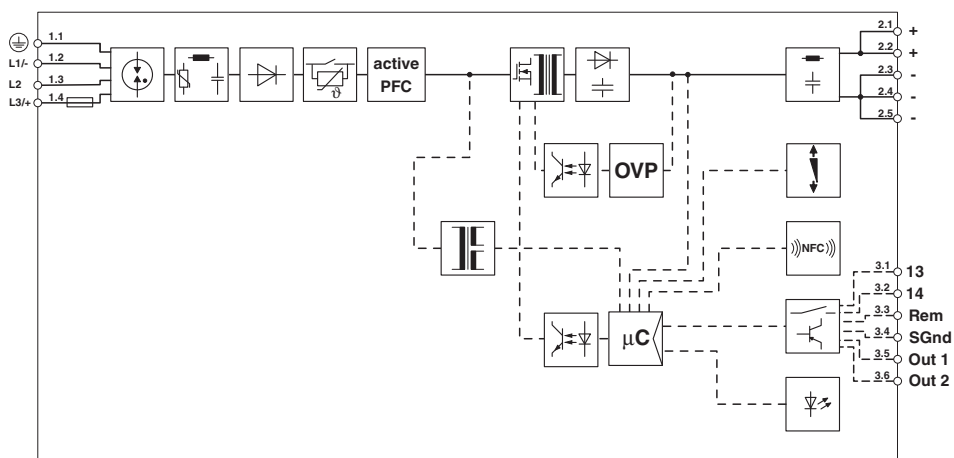 1.1
L1/- 1.2
L2 1.3
L3/+ 1.4
ϑ
active
PFC
2.1 +
2.2 +
2.3 -
2.4 -
2.5 -
OVP
NFC
µC
3.1 13
3.2 14
3.3 Rem
3.4 SGnd
3.5 Out 1
3.6 Out 2